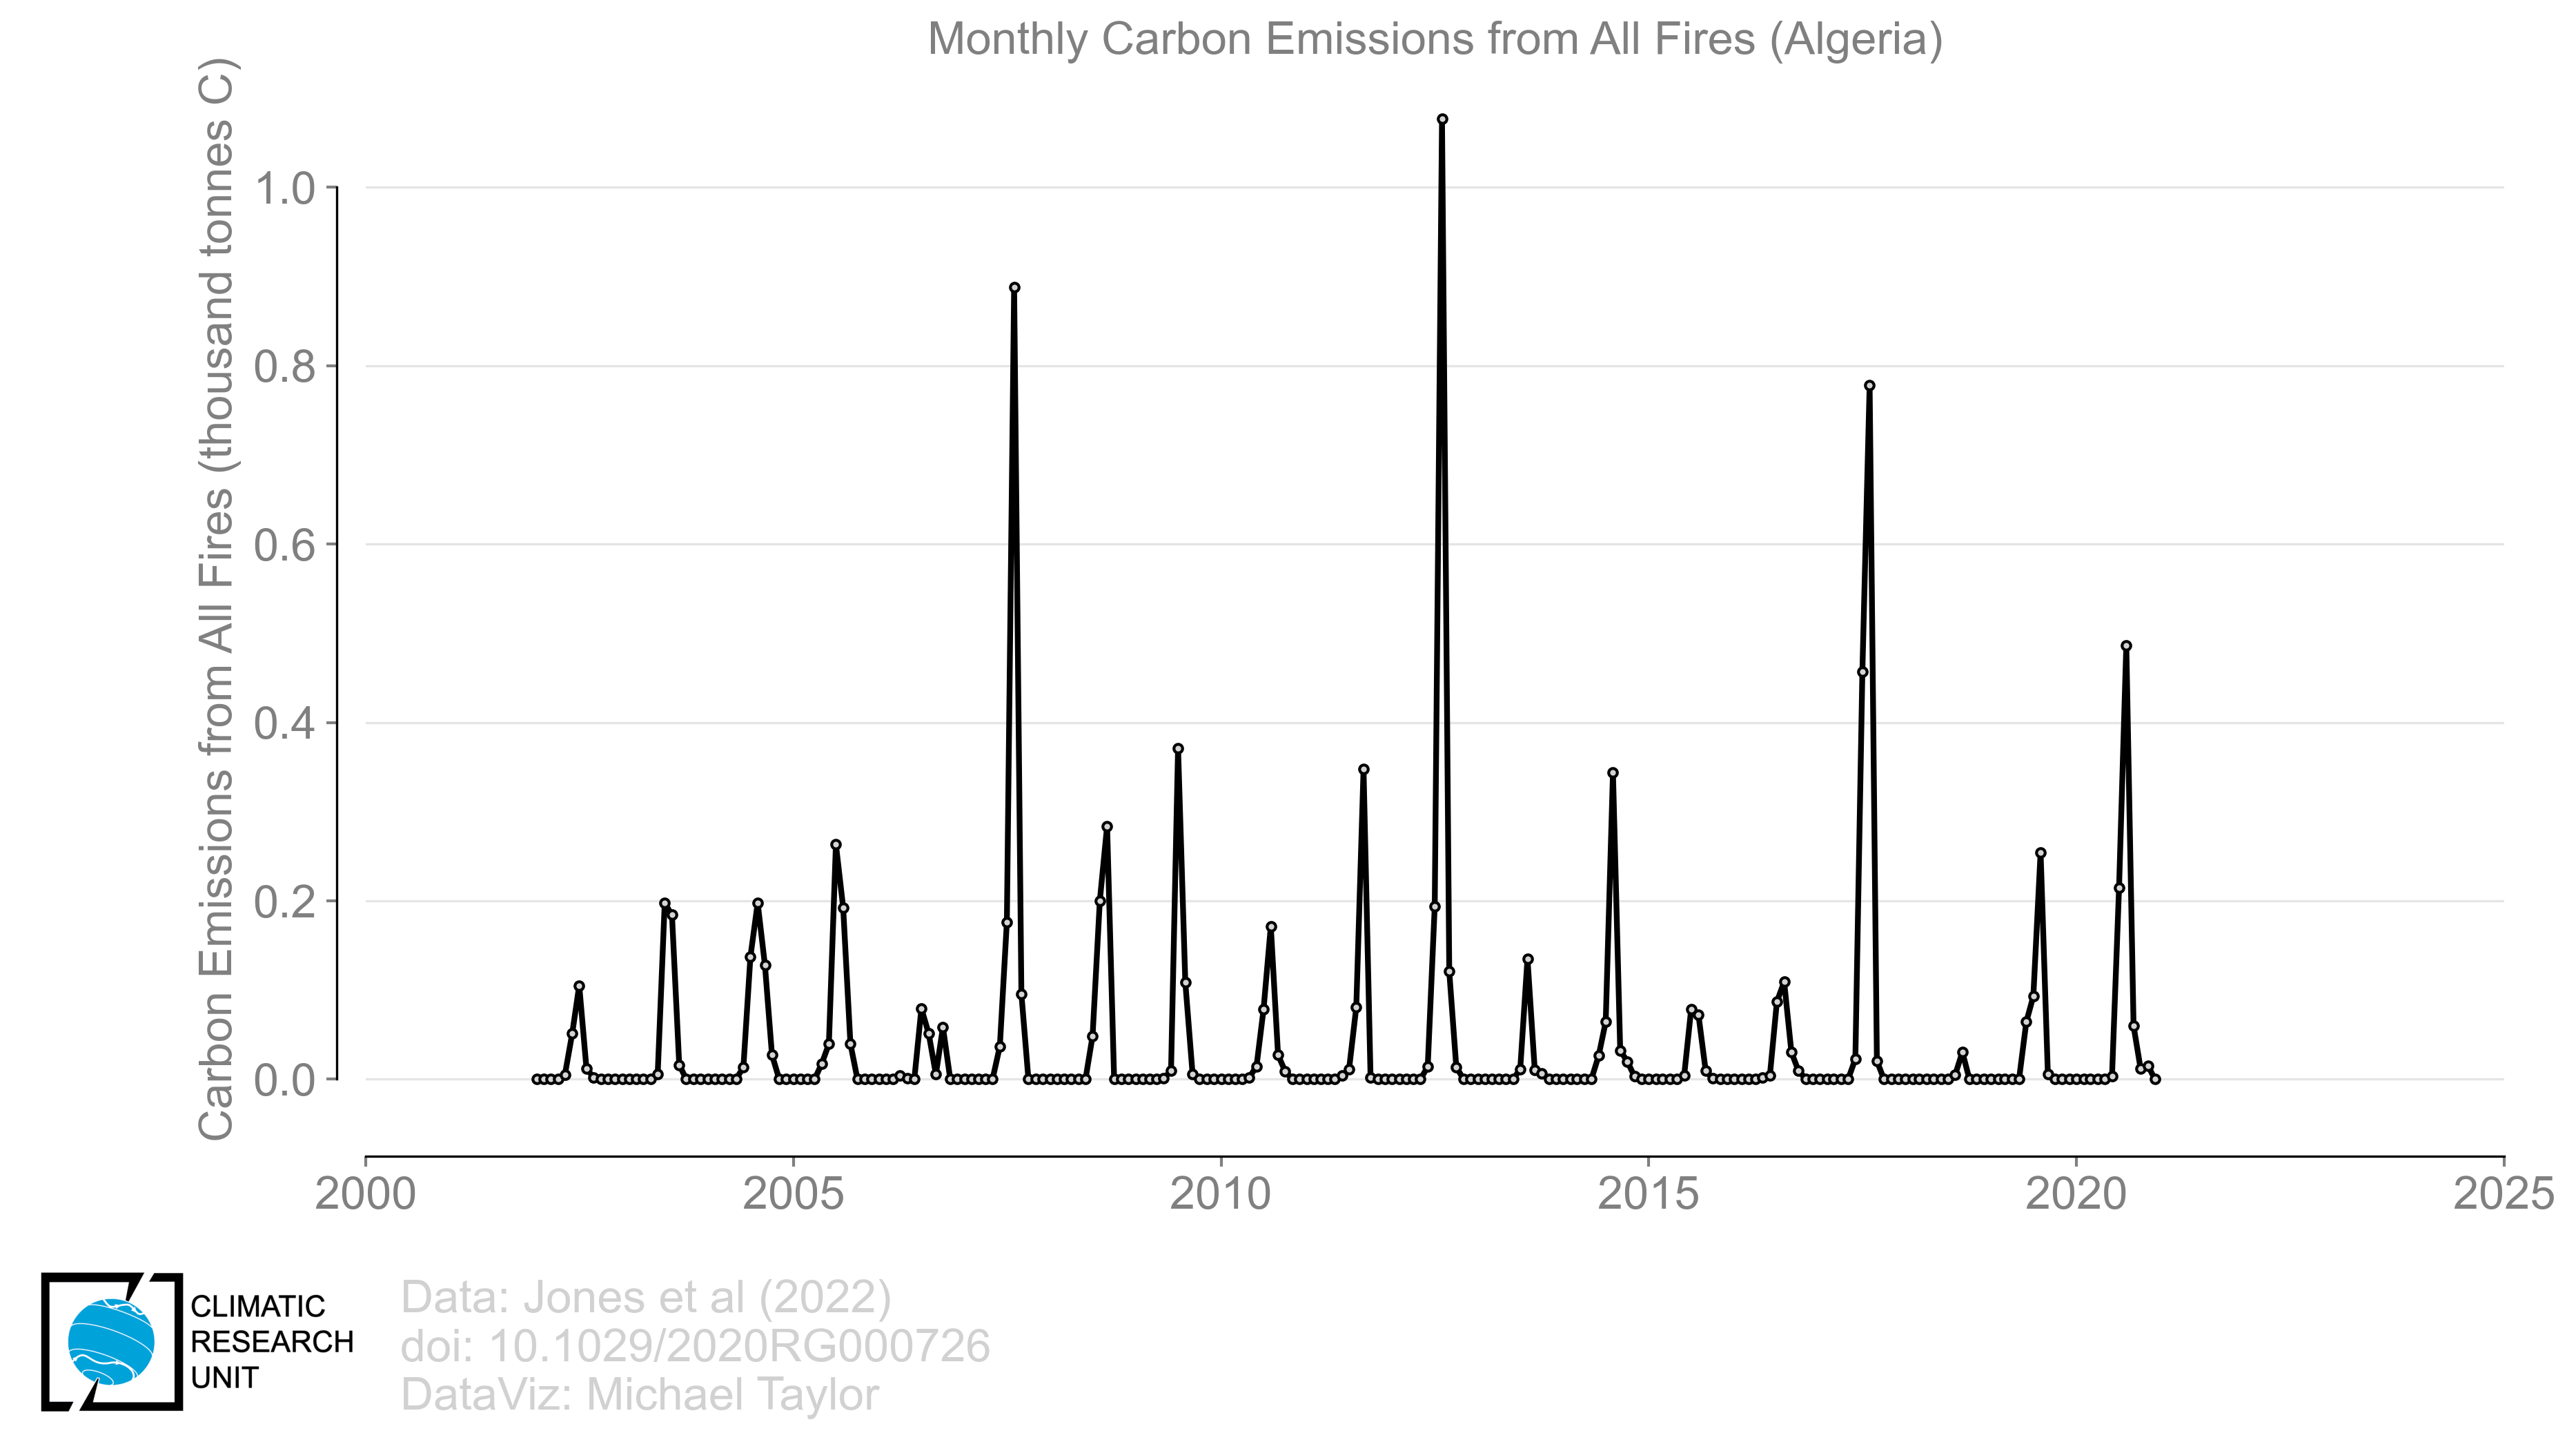 Monthly Carbon Emissions from All Fires (Algeria)
Carbon Emissions from All Fires (thousand tonnes C)
1.0
0.8
0.6
0.4
0.2
0.0
2000 2005 2010 2015 2020 2025
CLIMATIC
RESEARCH
UNIT
Data: Jones et al (2022)
doi: 10.1029/2020RG000726
DataViz: Michael Taylor